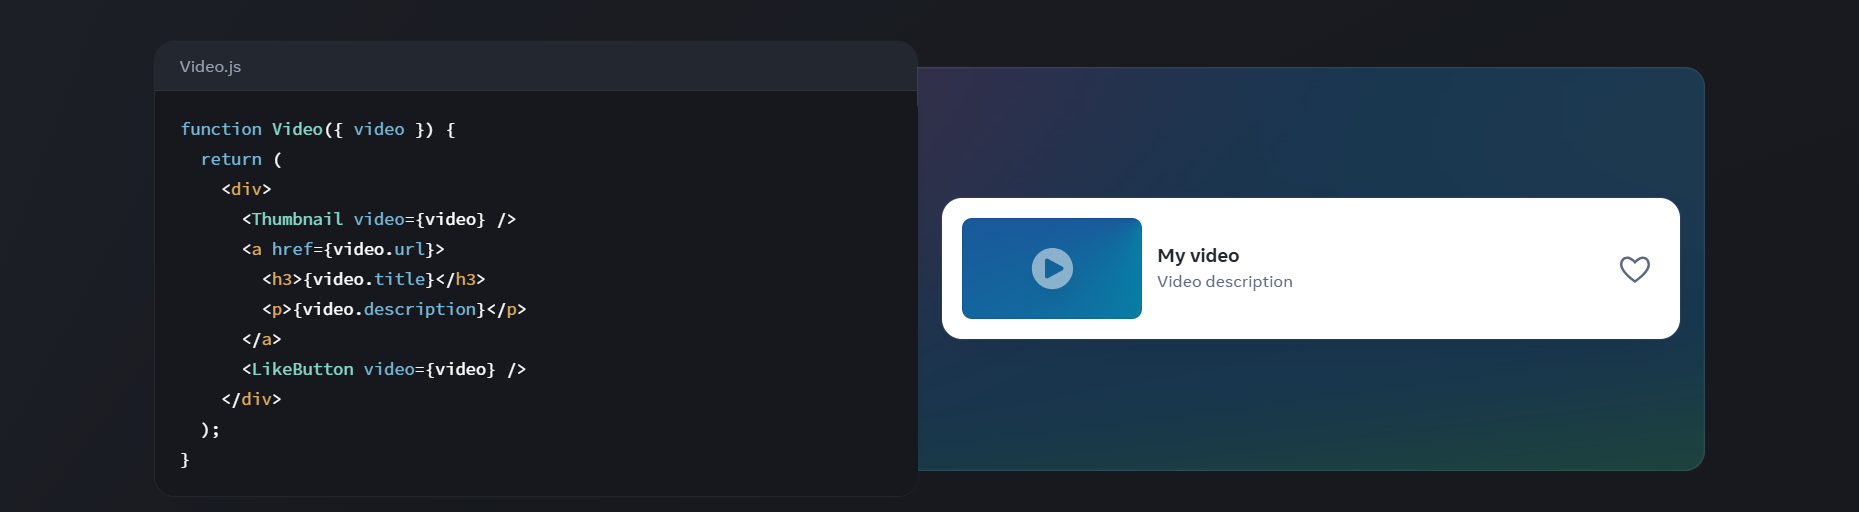 Video.js
function Video({ video }) {
  return (
    <div>
      <Thumbnail video={video} />
      <a href={video.url}>
        <h3>{video.title}</h3>
        <p>{video.description}</p>
      </a>
      <LikeButton video={video} />
    </div>
  );
}
My video
Video description